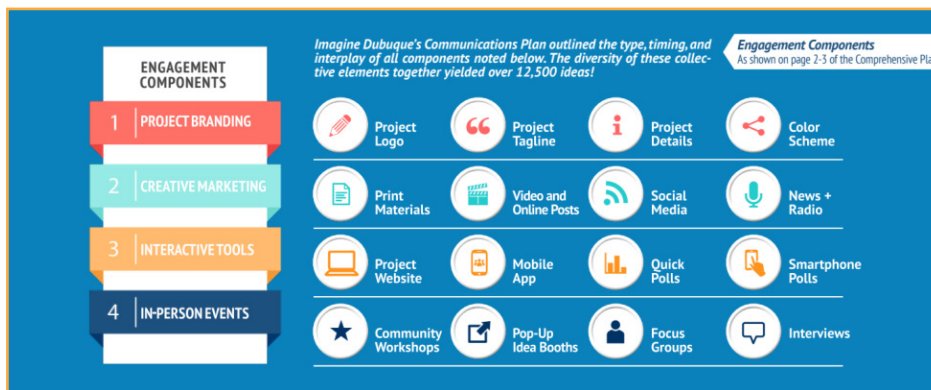 Imagine Dubuque's Communications Plan outlined the type, timing, and
interplay of all components noted below. The diversity of these collec-
tive elements together yielded over 12,500 ideas!
Engagement Components
As shown on page 2-3 of the Comprehensive Pla
ENGAGEMENT
COMPONENTS
1 PROJECT BRANDING
Project
Logo
Project
Tagline
Project
Details
Color
Scheme
2 CREATIVE MARKETING
Print
Materials
Video and
Online Posts
Social
Media
News +
Radio
3 INTERACTIVE TOOLS
Project
Website
Mobile
App
Quick
Polls
Smartphone
Polls
4 IN-PERSON EVENTS
Community
Workshops
Pop-Up
Idea Booths
Focus
Groups
Interviews